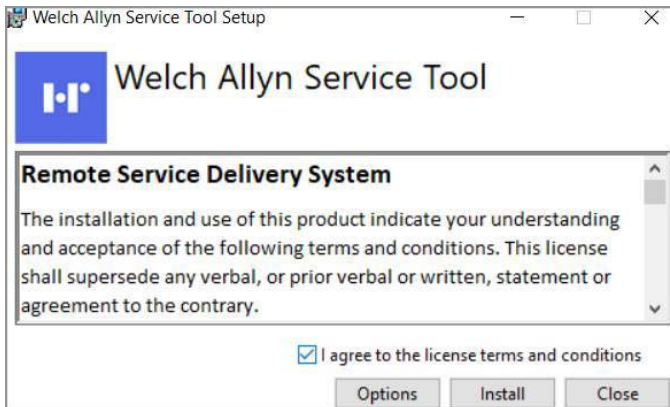 Welch Allyn Service Tool Setup
Welch Allyn Service Tool
Remote Service Delivery System
The installation and use of this product indicate your understanding
and acceptance of the following terms and conditions. This license
shall supersede any verbal, or prior verbal or written, statement or
agreement to the contrary.
I agree to the license terms and conditions
Options Install Close